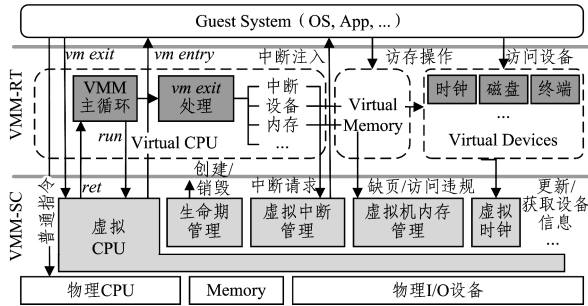 Guest System（OS, App, ...）
vm exit
vm entry
中断注入
访存操作
访问设备
VMM-RT
VMM
主循环
vm exit
处理
中断
设备
内存
...
Virtual
Memory
时钟
磁盘
终端
...
Virtual Devices
run
Virtual CPU
VMM-SC
普通指令
ret
创建/
销毁
中断请求
缺页/访问违规
更新/
获取设备
信息
...
虚拟
CPU
生命期
管理
虚拟中断
管理
虚拟机内存
管理
虚拟
时钟
物理CPU
Memory
物理I/O设备